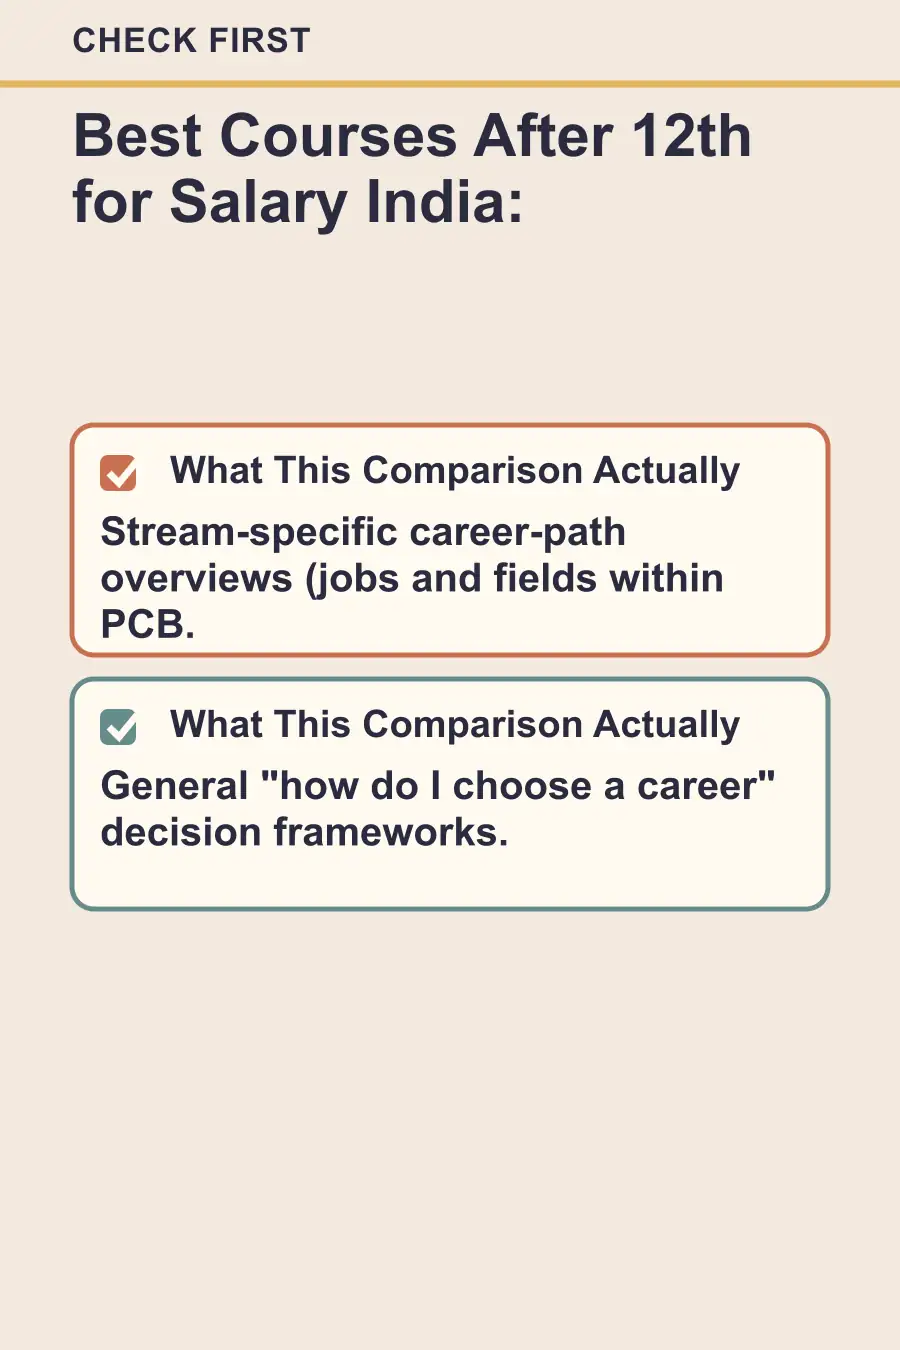 CHECK FIRST
Best Courses After 12th
for Salary India:
What This Comparison Actually
Stream-specific career-path
overviews (jobs and fields within
PCB.
What This Comparison Actually
General "how do I choose a career"
decision frameworks.